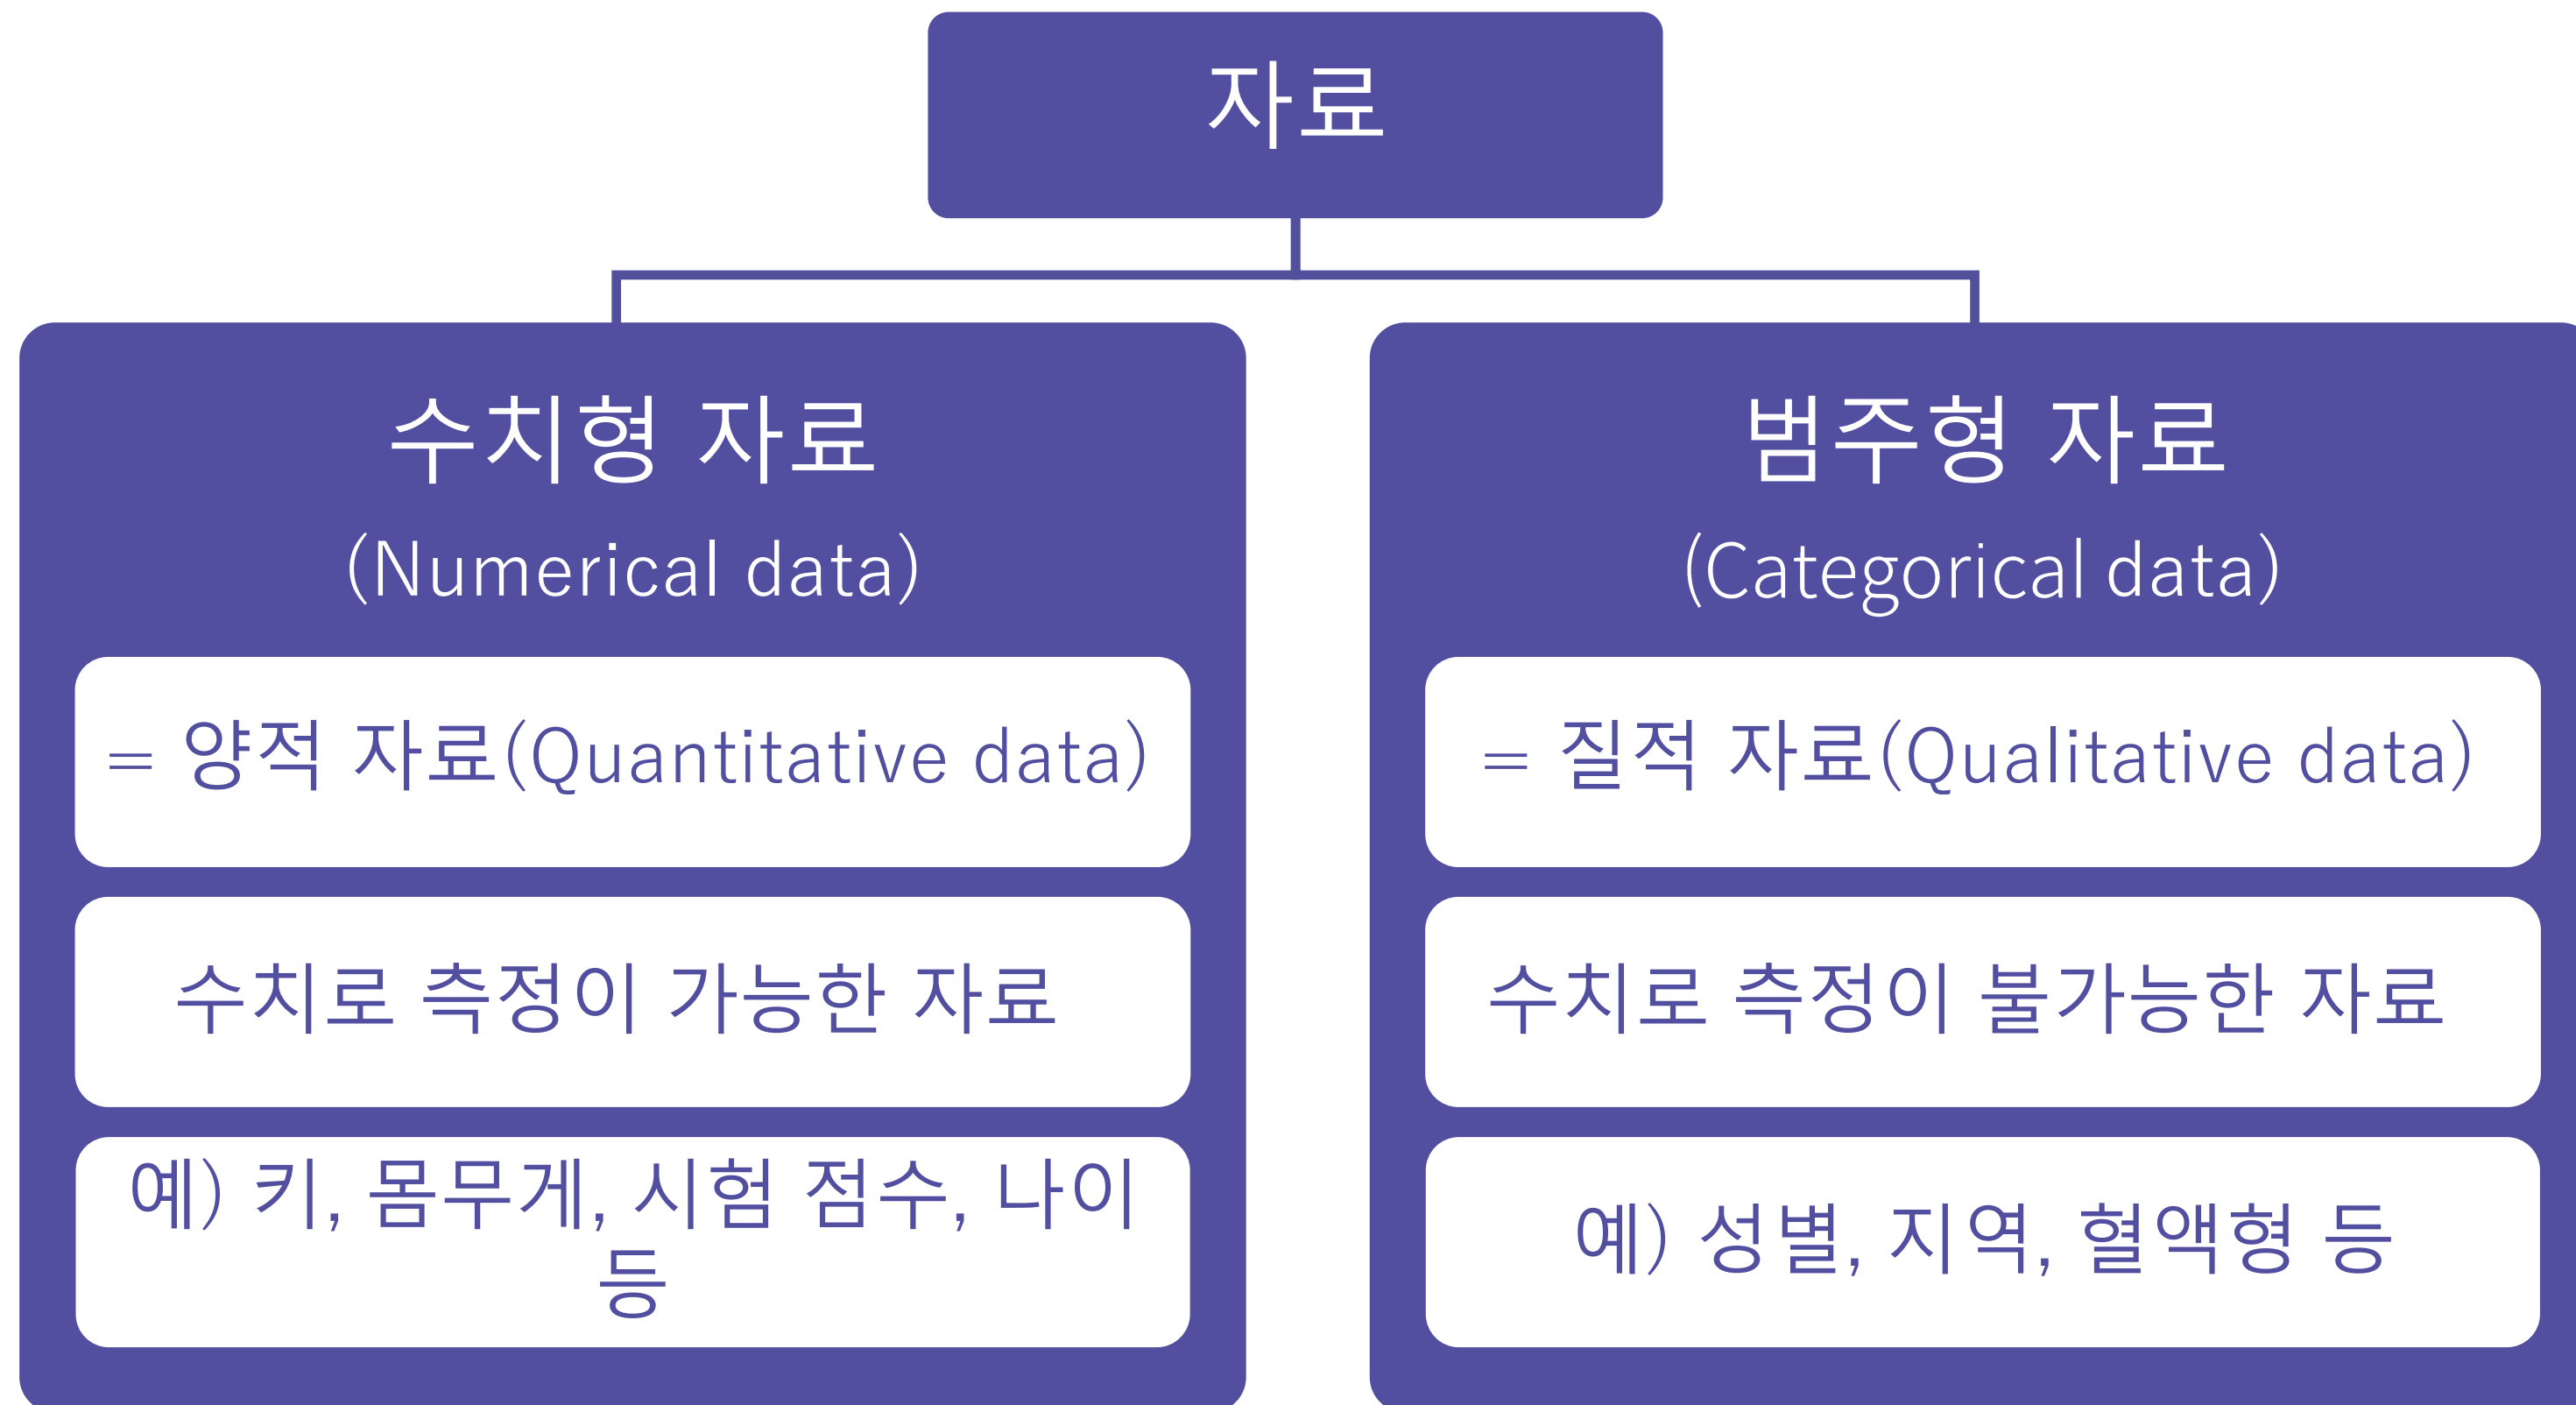 자료
수치형 자료
(Numerical data)
= 양적 자료(Quantitative data)
수치로 측정이 가능한 자료
예) 키, 몸무게, 시험 점수, 나이
등
범주형 자료
(Categorical data)
= 질적 자료(Qualitative data)
수치로 측정이 불가능한 자료
예) 성별, 지역, 혈액형 등